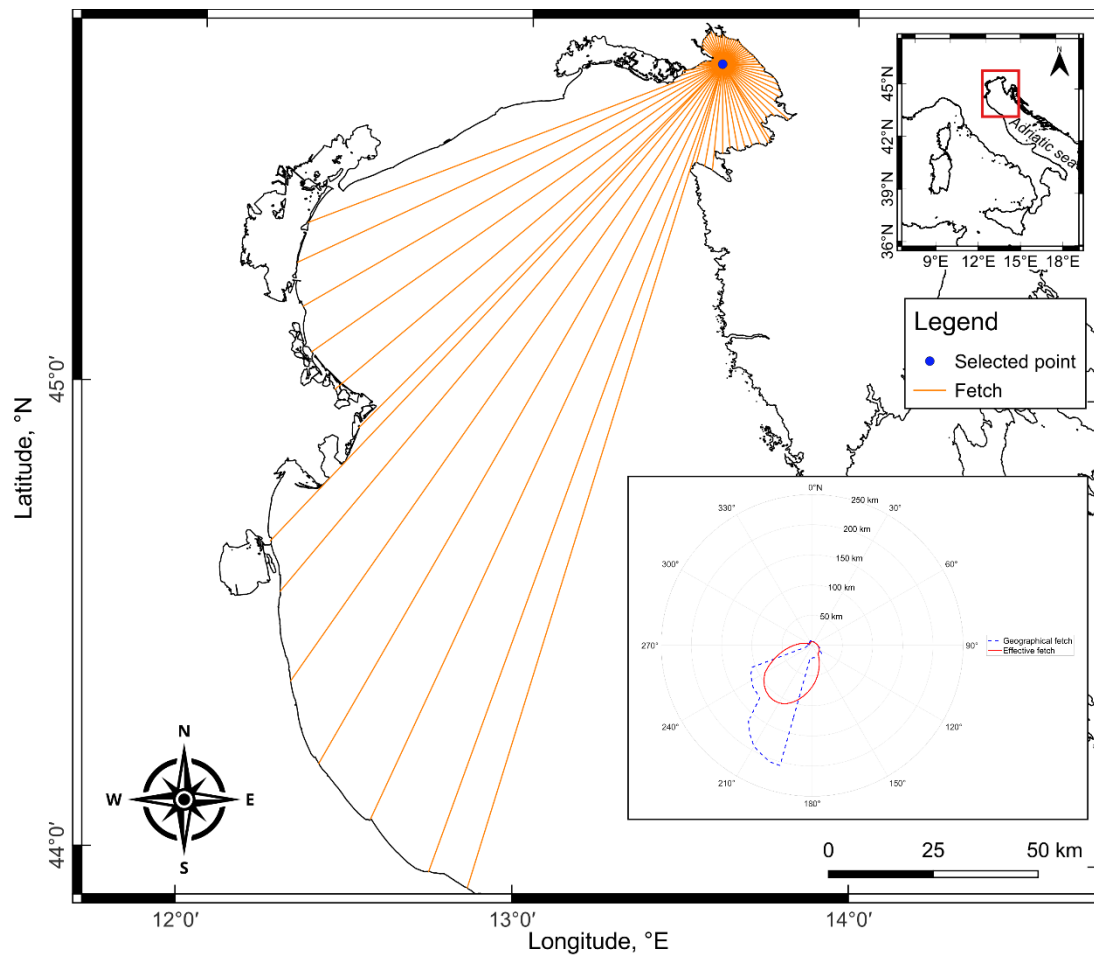 N
45°N
42°N
39°N
36°N
Adriatic sea
9°E 12°E 15°E 18°E
Legend
Selected point
Fetch
45°0′
Latitude, °N
44°0′
0°N
330°
30°
300°
60°
270°
90°
240°
120°
210°
150°
180°
250 km
200 km
150 km
100 km
50 km
Geographical fetch
Effective fetch
N
W
E
S
0 25 50 km
12°0′ 13°0′ 14°0′
Longitude, °E